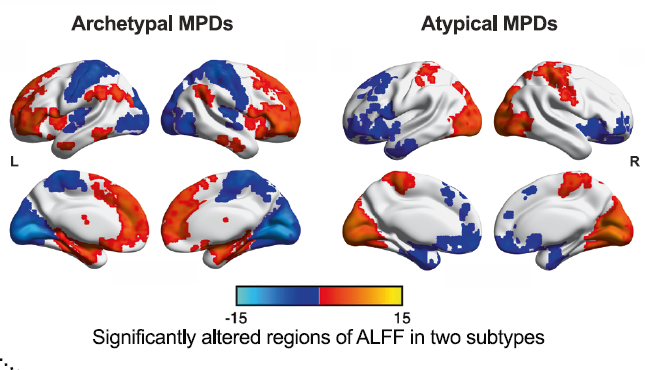 Archetypal MPDs
Atypical MPDs
L
R
-15
15
Significantly altered regions of ALFF in two subtypes